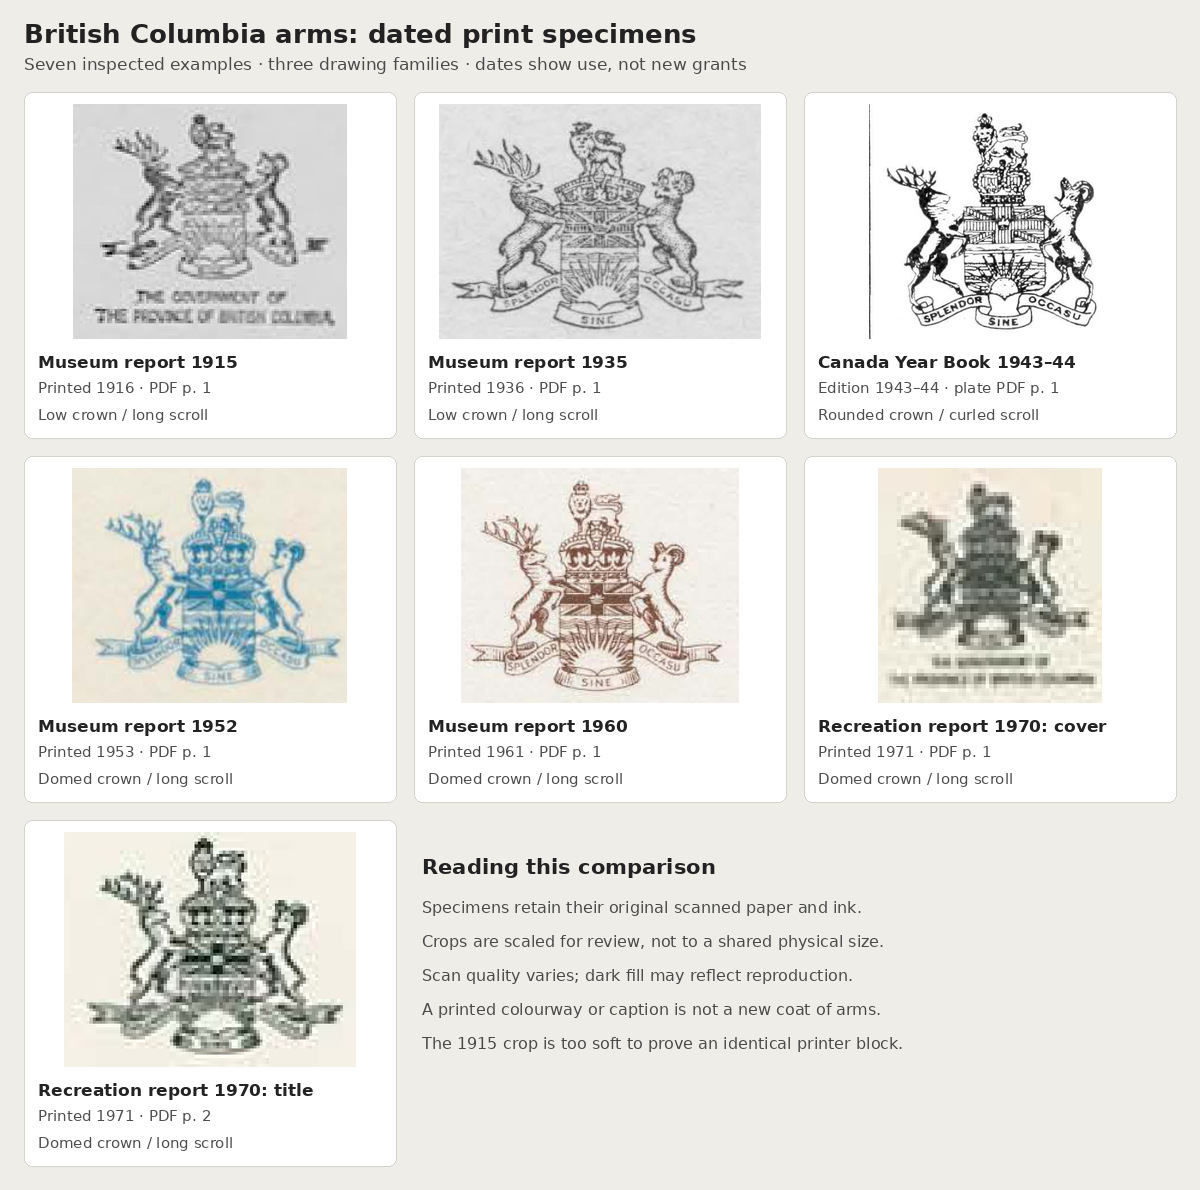 British Columbia arms: dated print specimens
Seven inspected examples · three drawing families · dates show use, not new grants
THE GOVERNMENT OF
THE PROVINCE OF BRITISH COLUMBIA
Museum report 1915
Printed 1916 · PDF p. 1
Low crown / long scroll
SPLENDOR SINE OCCASU
Museum report 1935
Printed 1936 · PDF p. 1
Low crown / long scroll
SPLENDOR SINE OCCASU
Canada Year Book 1943–44
Edition 1943–44 · plate PDF p. 1
Rounded crown / curled scroll
SPLENDOR SINE OCCASU
Museum report 1952
Printed 1953 · PDF p. 1
Domed crown / long scroll
SPLENDOR SINE OCCASU
Museum report 1960
Printed 1961 · PDF p. 1
Domed crown / long scroll
Recreation report 1970: cover
Printed 1971 · PDF p. 1
Domed crown / long scroll
Recreation report 1970: title
Printed 1971 · PDF p. 2
Domed crown / long scroll
Reading this comparison
Specimens retain their original scanned paper and ink.
Crops are scaled for review, not to a shared physical size.
Scan quality varies; dark fill may reflect reproduction.
A printed colourway or caption is not a new coat of arms.
The 1915 crop is too soft to prove an identical printer block.